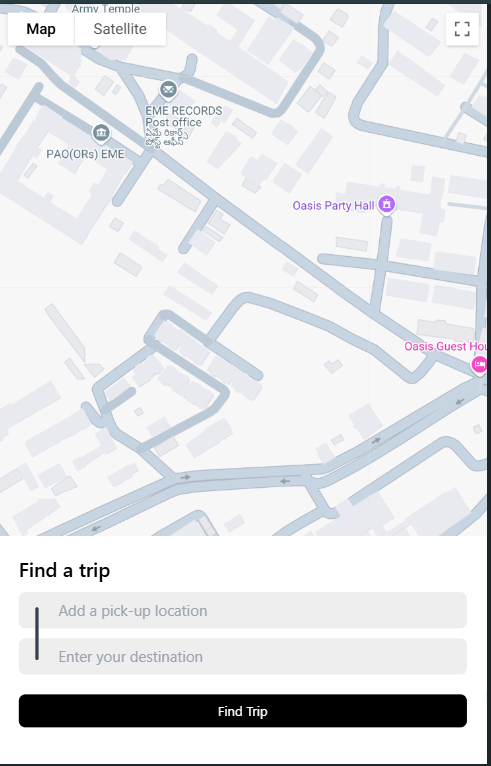 Army Temple
Map
Satellite
EME RECORDS
Post office
ఏమే రికార్డ్స్
పోస్ట్ ఆఫీస్
PAO(ORs) EME
Oasis Party Hall
Oasis Guest Hou
Find a trip
Add a pick-up location
Enter your destination
Find Trip